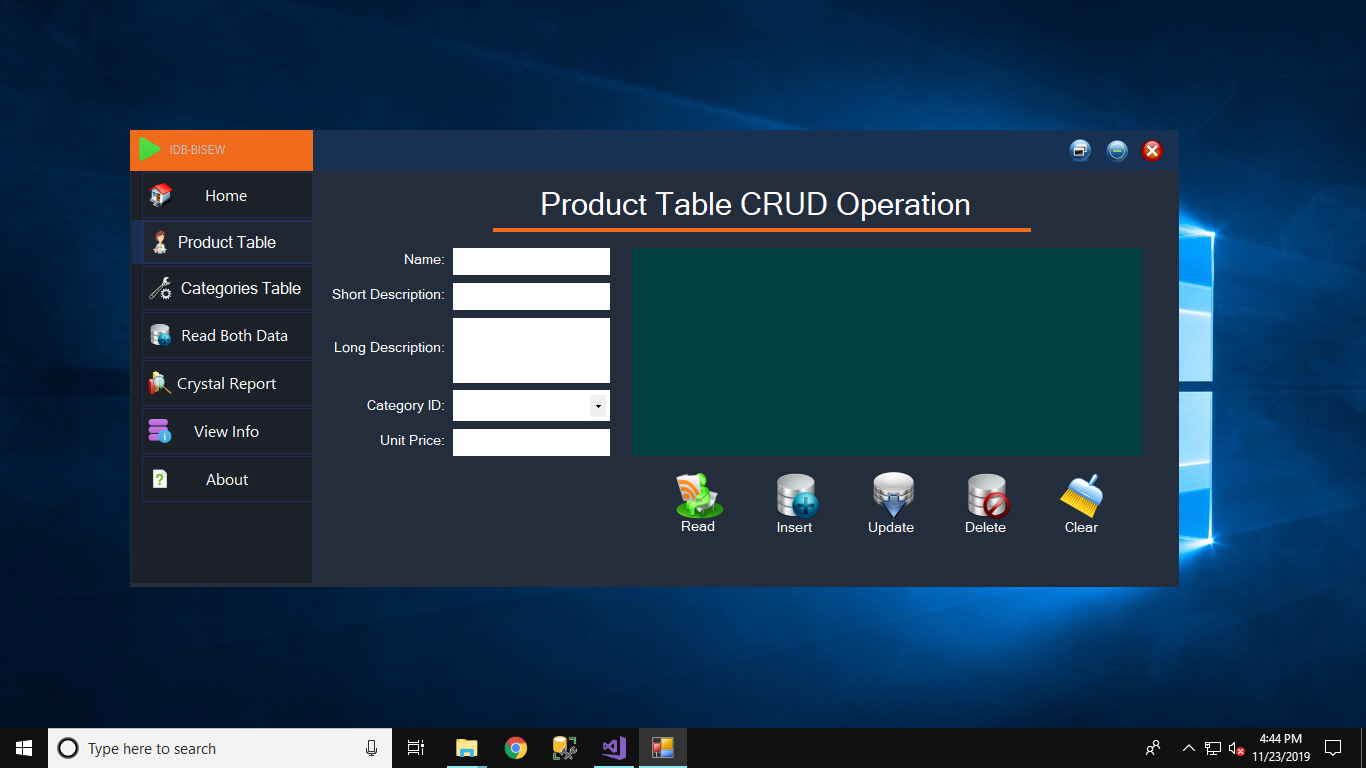 IDB-BISEW
Home
Product Table
Categories Table
Read Both Data
Crystal Report
View Info
About
Product Table CRUD Operation
Name:
Short Description:
Long Description:
Category ID:
Unit Price:
Read
Insert
Update
Delete
Clear
Type here to search
4:44 PM
11/23/2019